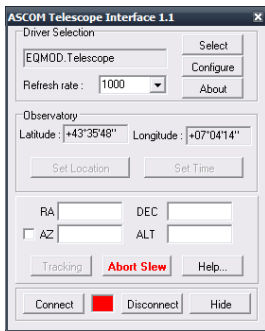 ASCOM Telescope Interface 1.1 x
Driver Selection
EQMOD.Telescope
Select
Configure
Refresh rate : 1000
About
Observatory
Latitude : +43°35'48" Longitude : +07°04'14"
Set Location Set Time
RA DEC
AZ ALT
Tracking Abort Slew Help...
Connect Disconnect Hide